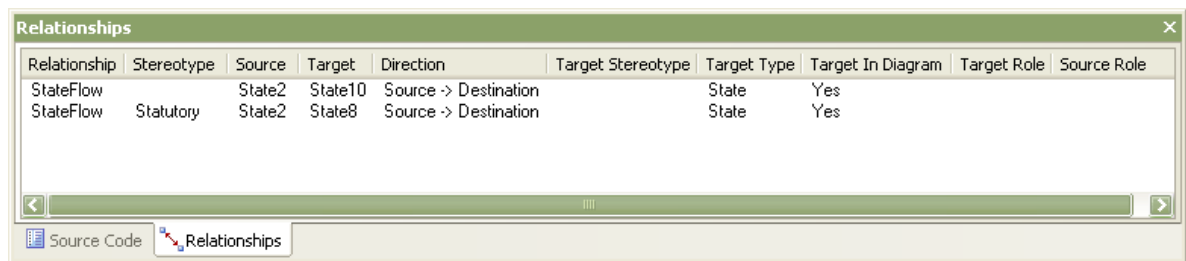 Relationships
Relationship Stereotype Source Target Direction Target Stereotype Target Type Target In Diagram Target Role Source Role
StateFlow State2 State10 Source -> Destination State Yes
StateFlow Statutory State2 State8 Source -> Destination State Yes
Source Code Relationships